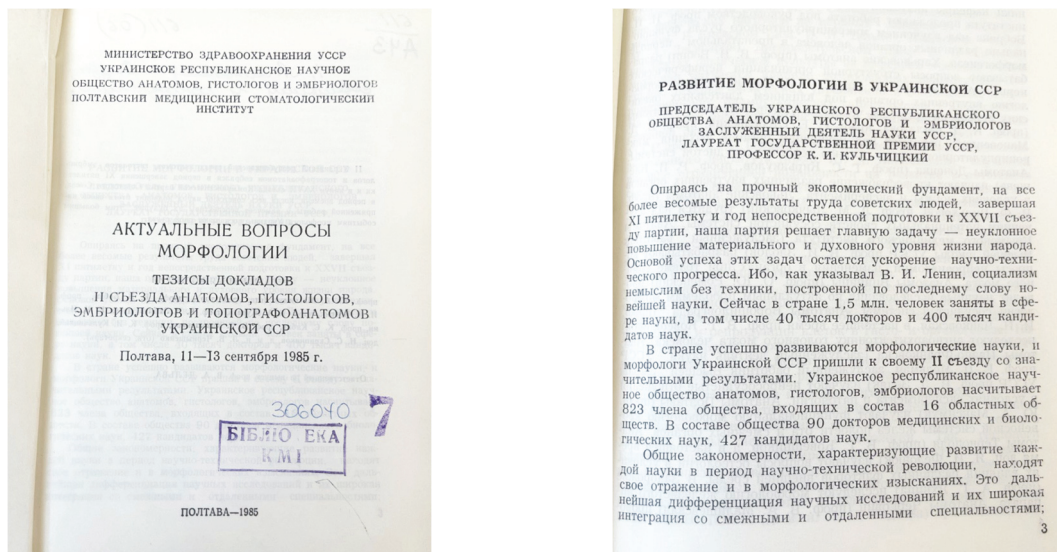 МИНИСТЕРСТВО ЗДРАВООХРАНЕНИЯ УССР
УКРАИНСКОЕ РЕСПУБЛИКАНСКОЕ НАУЧНОЕ
ОБЩЕСТВО АНАТОМОВ, ГИСТОЛОГОВ И ЭМБРИОЛОГОВ
ПОЛТАВСКИЙ МЕДИЦИНСКИЙ СТОМАТОЛОГИЧЕСКИЙ
ИНСТИТУТ
АКТУАЛЬНЫЕ ВОПРОСЫ
МОРФОЛОГИИ
ТЕЗИСЫ ДОКЛАДОВ
II СЪЕЗДА АНАТОМОВ, ГИСТОЛОГОВ,
ЭМБРИОЛОГОВ И ТОПОГРАФОАНАТОМОВ
УКРАИНСКОЙ ССР
Полтава, 11—13 сентября 1985 г.
306040
7
БІБЛІО ЕКА
КМІ
ПОЛТАВА—1985
РАЗВИТИЕ МОРФОЛОГИИ В УКРАИНСКОЙ ССР
ПРЕДСЕДАТЕЛЬ УКРАИНСКОГО РЕСПУБЛИКАНСКОГО
ОБЩЕСТВА АНАТОМОВ, ГИСТОЛОГОВ И ЭМБРИОЛОГОВ
ЗАСЛУЖЕННЫЙ ДЕЯТЕЛЬ НАУКИ УССР,
ЛАУРЕАТ ГОСУДАРСТВЕННОЙ ПРЕМИИ УССР,
ПРОФЕССОР К. И. КУЛЬЧИЦКИЙ
Опираясь на прочный экономический фундамент, на все
более весомые результаты труда советских людей, завершая
XI пятилетку и год непосредственной подготовки к XXVII съез-
ду партии, наша партия решает главную задачу — неуклонное
повышение материального и духовного уровня жизни народа.
Основой успеха этих задач остается ускорение научно-техни-
ческого прогресса. Ибо, как указывал В. И. Ленин, социализм
немыслим без техники, построенной по последнему слову но-
вейшей науки. Сейчас в стране 1,5 млн. человек заняты в сфе-
ре науки, в том числе 40 тысяч докторов и 400 тысяч канди-
датов наук.
В стране успешно развиваются морфологические науки, и
морфологи Украинской ССР пришли к своему II съезду со зна-
чительными результатами. Украинское республиканское науч-
ное общество анатомов, гистологов, эмбриологов насчитывает
823 члена общества, входящих в состав 16 областных об-
ществ. В составе общества 90 докторов медицинских и биоло-
гических наук, 427 кандидатов наук.
Общие закономерности, характеризующие развитие каж-
дой науки в период научно-технической революции, находят
свое отражение и в морфологических изысканиях. Это даль-
нейшая дифференциация научных исследований и их широкая
интеграция со смежными и отдаленными специальностями;
3